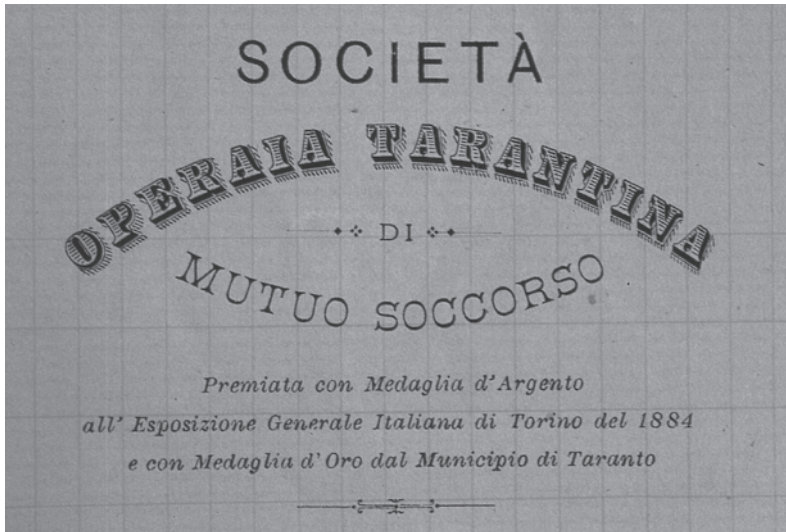 SOCIETÀ
OPERAIA TARANTINA
DI
MUTUO SOCCORSO
Premiata con Medaglia d'Argento
all' Esposizione Generale Italiana di Torino del 1884
e con Medaglia d' Oro dal Municipio di Taranto